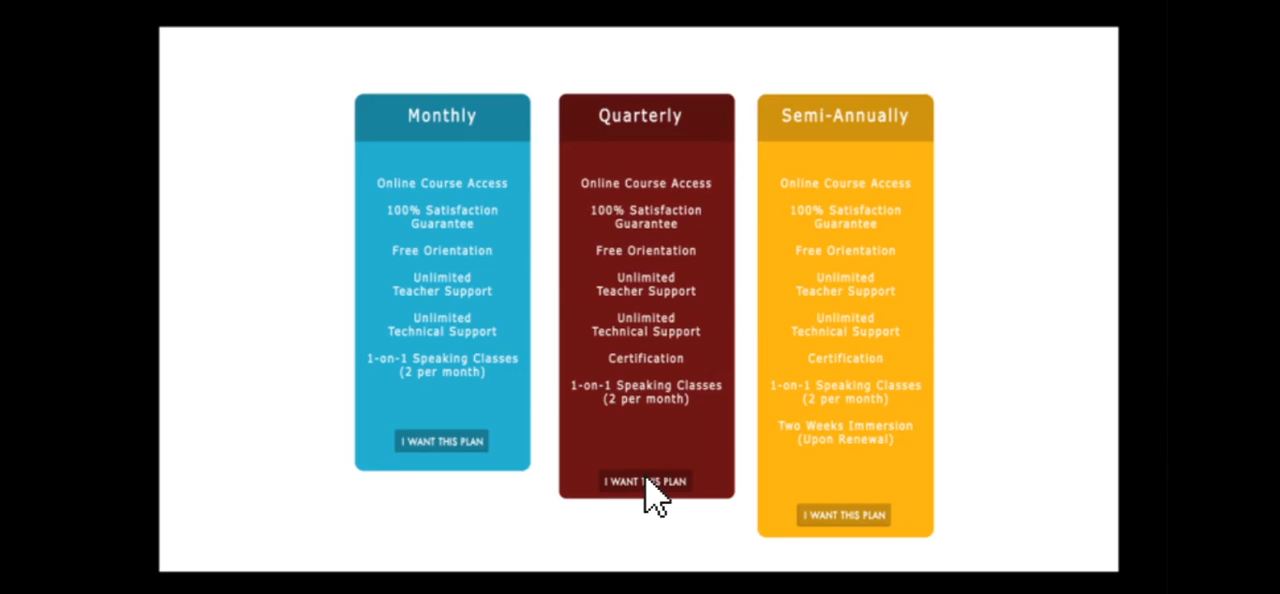 Monthly
Online Course Access
100% Satisfaction
Guarantee
Free Orientation
Unlimited
Teacher Support
Unlimited
Technical Support
1-on-1 Speaking Classes
(2 per month)
I WANT THIS PLAN
Quarterly
Online Course Access
100% Satisfaction
Guarantee
Free Orientation
Unlimited
Teacher Support
Unlimited
Technical Support
Certification
1-on-1 Speaking Classes
(2 per month)
I WANT THIS PLAN
Semi-Annually
Online Course Access
100% Satisfaction
Guarantee
Free Orientation
Unlimited
Teacher Support
Unlimited
Technical Support
Certification
1-on-1 Speaking Classes
(2 per month)
Two Weeks Immersion
(Upon Renewal)
I WANT THIS PLAN